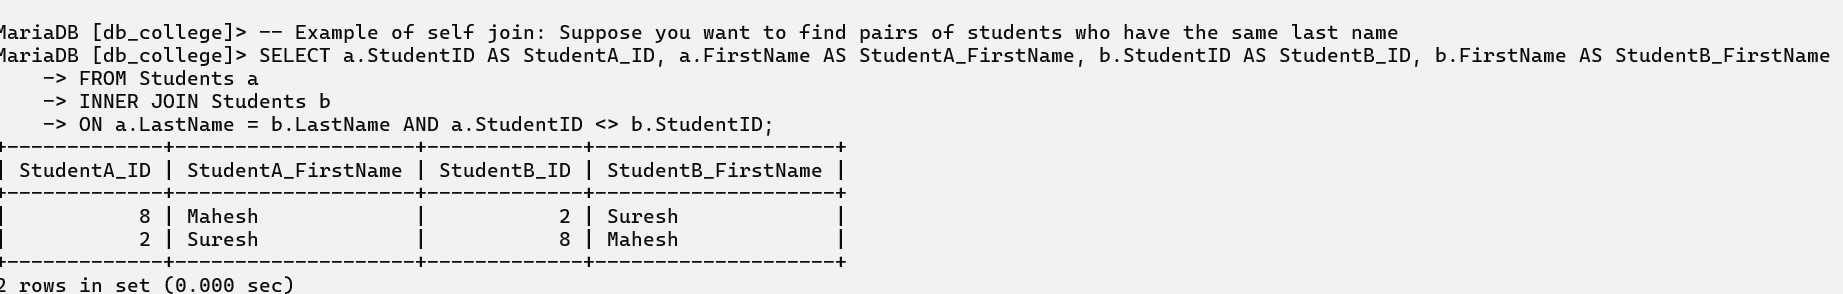 MariaDB [db_college]> -- Example of self join: Suppose you want to find pairs of students who have the same last name
MariaDB [db_college]> SELECT a.StudentID AS StudentA_ID, a.FirstName AS StudentA_FirstName, b.StudentID AS StudentB_ID, b.FirstName AS StudentB_FirstName
    -> FROM Students a
    -> INNER JOIN Students b
    -> ON a.LastName = b.LastName AND a.StudentID <> b.StudentID;
+-------------+--------------------+-------------+--------------------+
| StudentA_ID | StudentA_FirstName | StudentB_ID | StudentB_FirstName |
+-------------+--------------------+-------------+--------------------+
|           8 | Mahesh             |           2 | Suresh             |
|           2 | Suresh             |           8 | Mahesh             |
+-------------+--------------------+-------------+--------------------+
2 rows in set (0.000 sec)